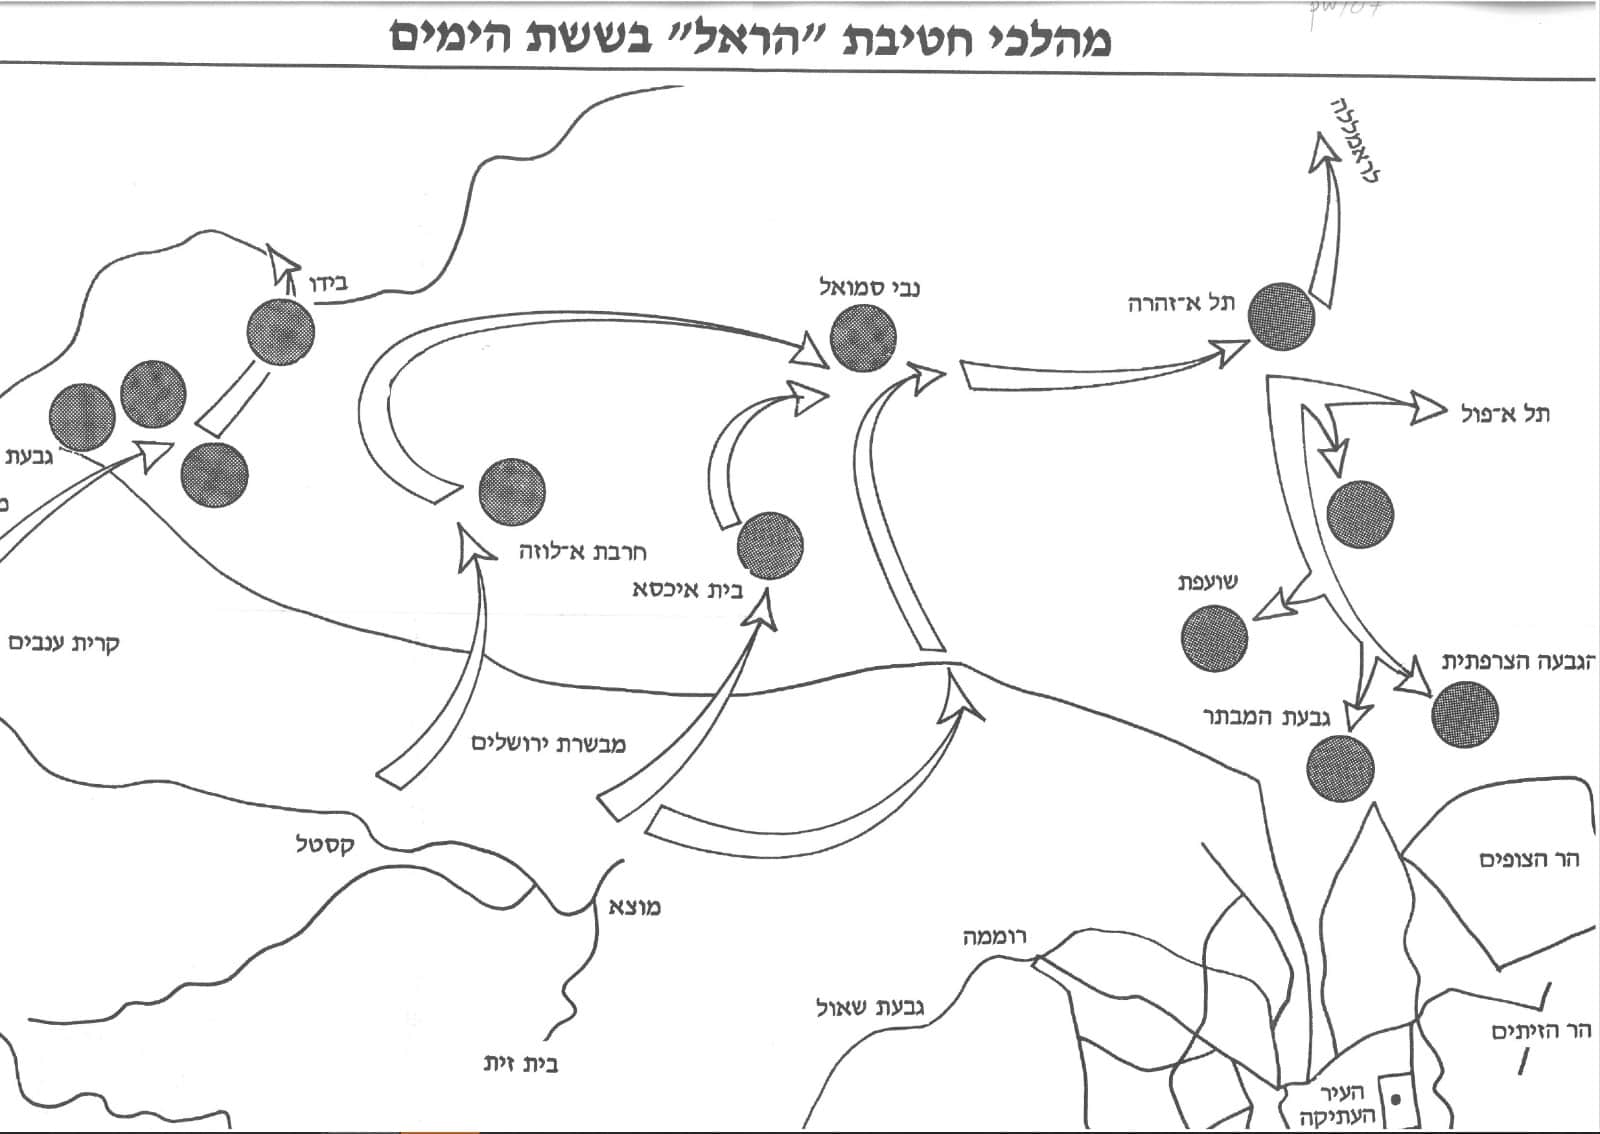 מהלכי חטיבת "הראל" בששת הימים
לראמללה
בידו
נבי סמואל
תל א־זהרה
תל א־פול
גבעת
חרבת א־לוזה
בית איכסא
שועפת
קרית ענבים
הגבעה הצרפתית
גבעת המבתר
מבשרת ירושלים
קסטל
הר הצופים
מוצא
רוממה
גבעת שאול
הר הזיתים
בית זית
העיר
העתיקה